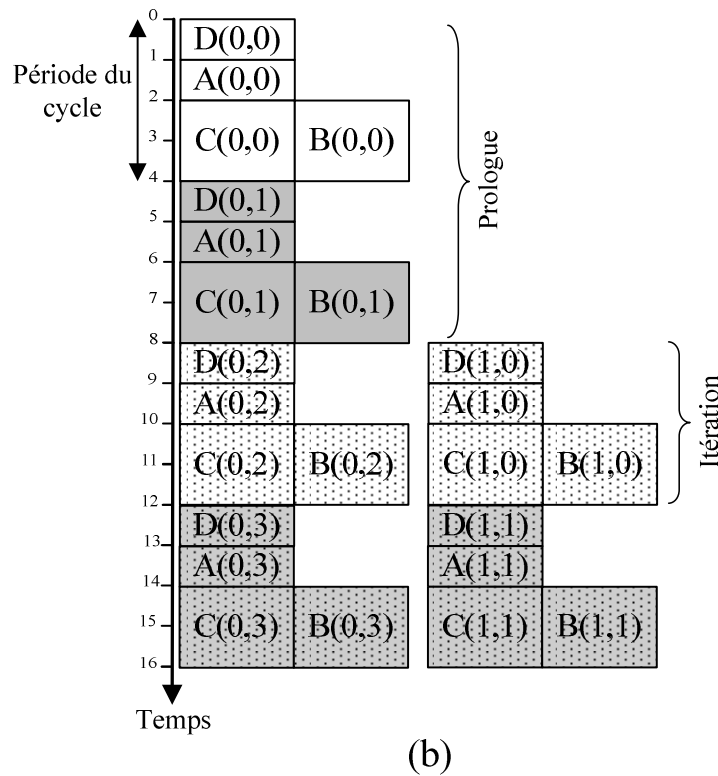 0
1
2
3
4
5
6
7
8
9
10
11
12
13
14
15
16
Période du
cycle
Temps
D(0,0)
A(0,0)
C(0,0) B(0,0)
D(0,1)
A(0,1)
C(0,1) B(0,1)
Prologue
D(0,2) D(1,0)
A(0,2) A(1,0)
C(0,2) B(0,2) C(1,0) B(1,0)
Itération
D(0,3) D(1,1)
A(0,3) A(1,1)
C(0,3) B(0,3) C(1,1) B(1,1)
(b)